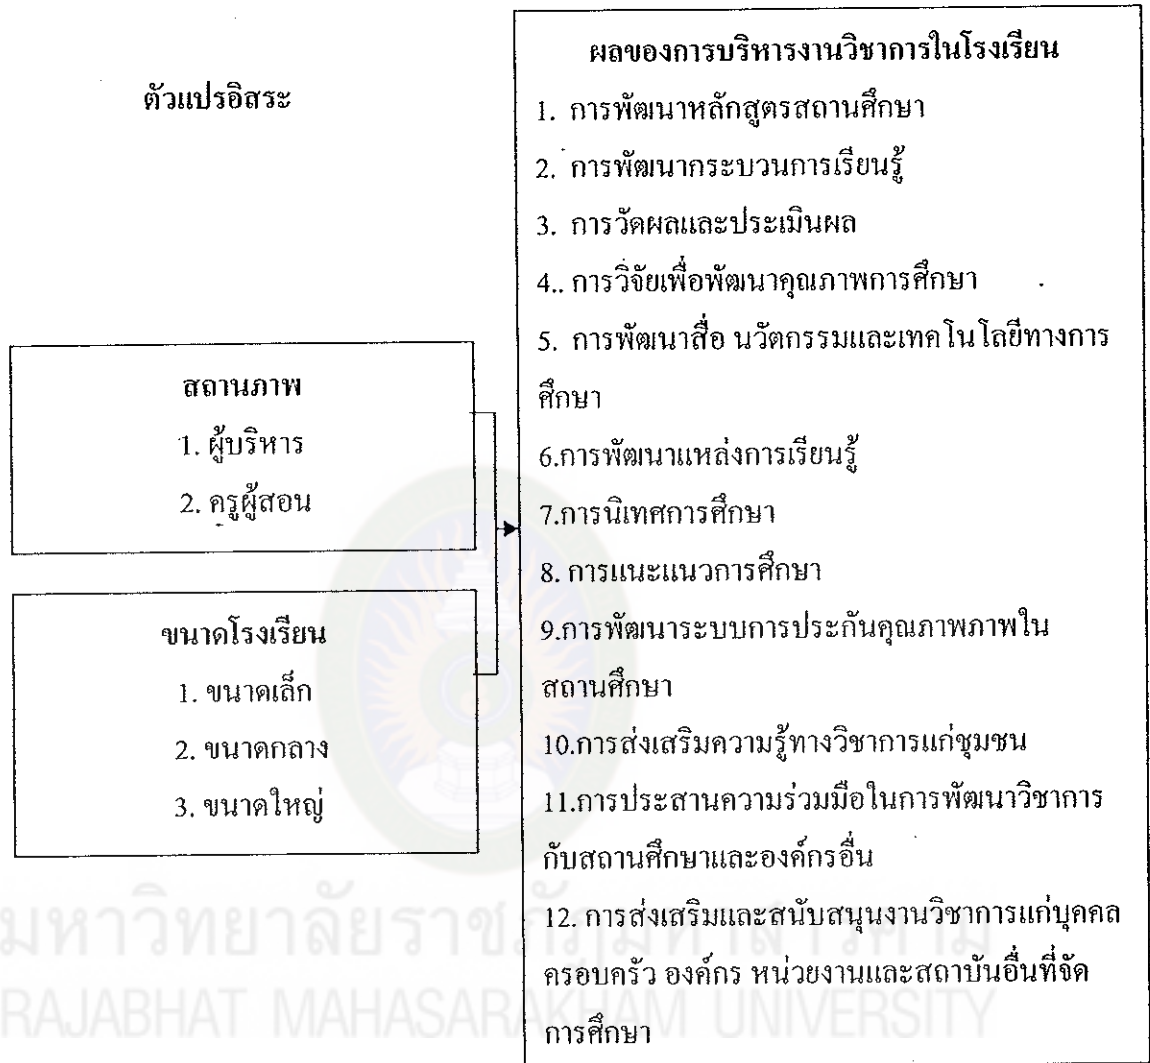 ตัวแปรอิสระ
สถานภาพ
1. ผู้บริหาร
2. ครูผู้สอน
ขนาดโรงเรียน
1. ขนาดเล็ก
2. ขนาดกลาง
3. ขนาดใหญ่
ผลของการบริหารงานวิชาการในโรงเรียน
1. การพัฒนาหลักสูตรสถานศึกษา
2. การพัฒนากระบวนการเรียนรู้
3. การวัดผลและประเมินผล
4.. การวิจัยเพื่อพัฒนาคุณภาพการศึกษา
5. การพัฒนาสื่อ นวัตกรรมและเทคโนโลยีทางการ
ศึกษา
6.การพัฒนาแหล่งการเรียนรู้
7.การนิเทศการศึกษา
8. การแนะแนวการศึกษา
9.การพัฒนาระบบการประกันคุณภาพภาพใน
สถานศึกษา
10.การส่งเสริมความรู้ทางวิชาการแก่ชุมชน
11.การประสานความร่วมมือในการพัฒนาวิชาการ
กับสถานศึกษาและองค์กรอื่น
12. การส่งเสริมและสนับสนุนงานวิชาการแก่บุคคล
ครอบครัว องค์กร หน่วยงานและสถาบันอื่นที่จัด
การศึกษา
มหาวิทยาลัยราชภัฏมหาสารคาม
RAJABHAT MAHASARAKHAM UNIVERSITY